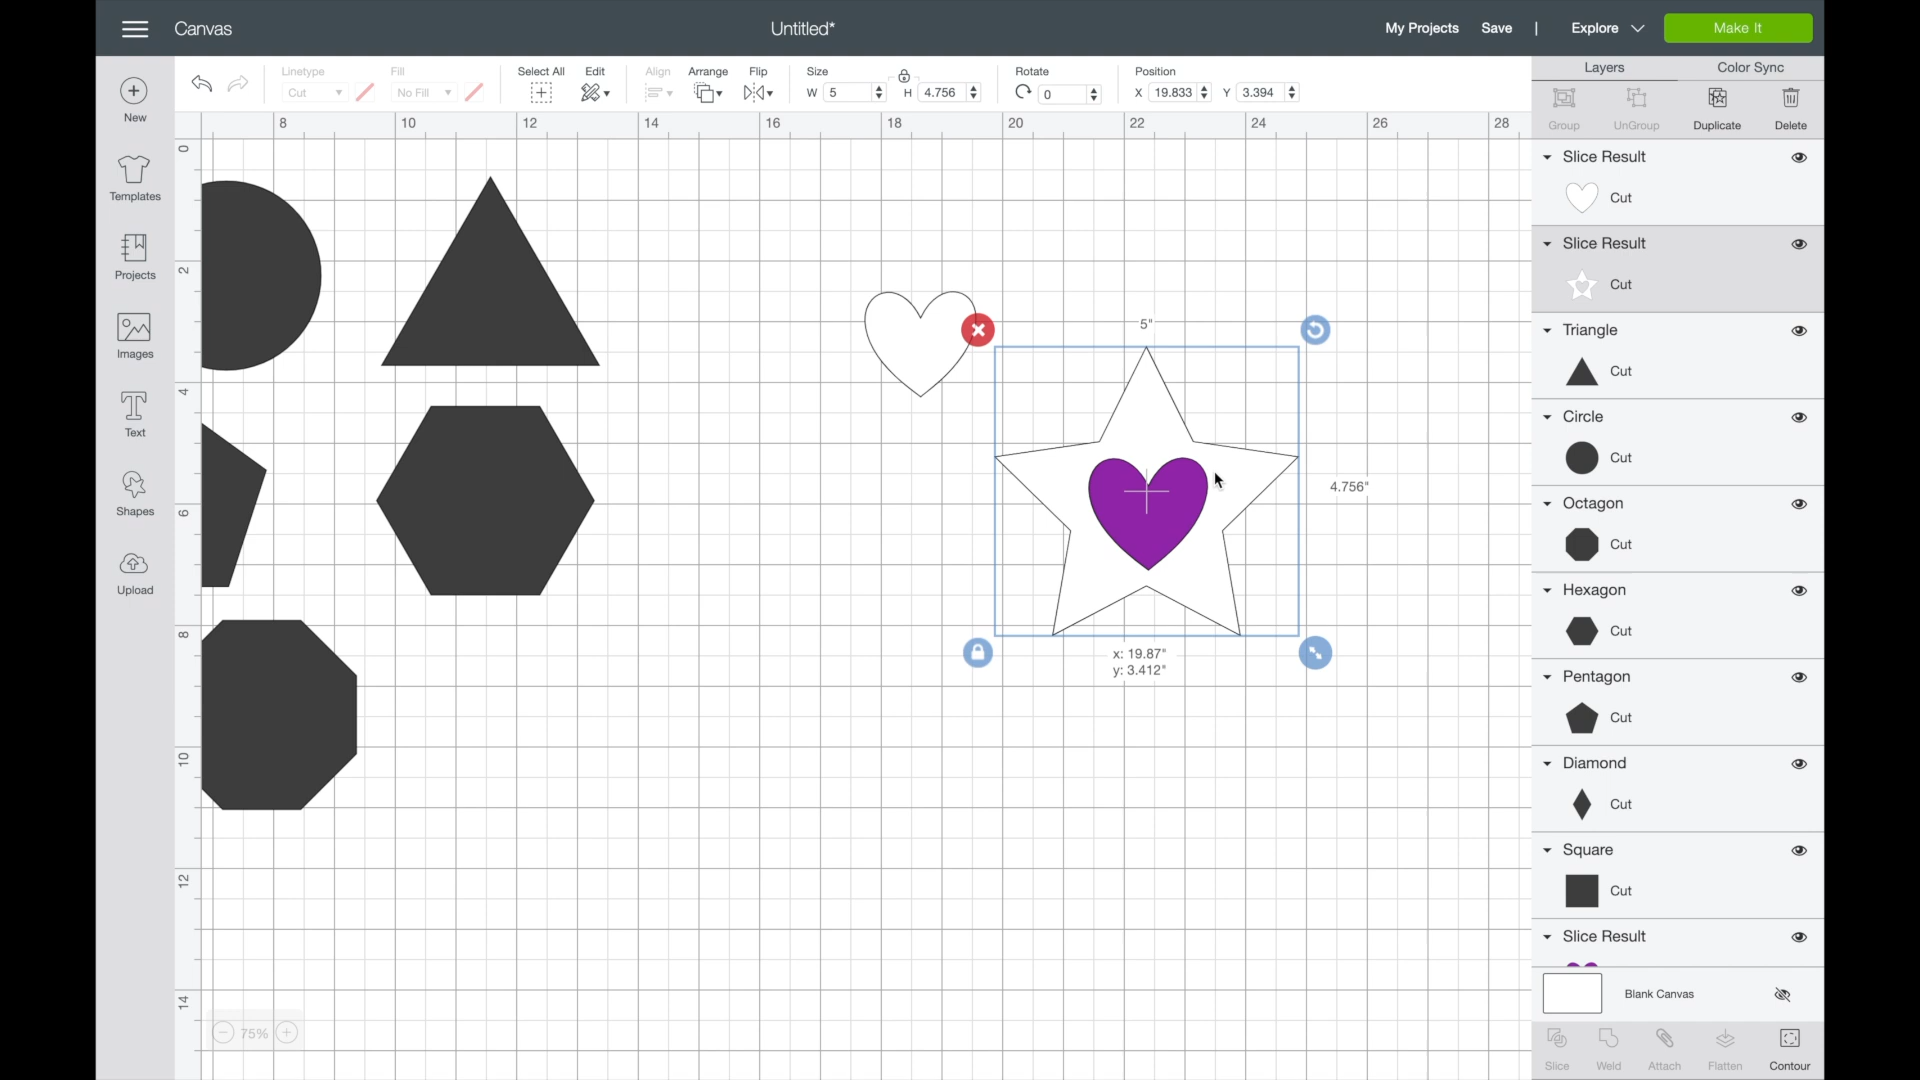 Canvas
Untitled*
My Projects
Save
|
Explore
Make It
New
Templates
Projects
Images
Text
Shapes
Upload
Linetype
Cut
Fill
No Fill
Select All
Edit
Align
Arrange
Flip
Size
W 5
H 4.756
Rotate
0
Position
X 19.833
Y 3.394
8 10 12 14 16 18 20 22 24 26 28
0
2
4
6
8
10
12
14
5"
4.756"
x: 19.87"
y: 3.412"
75%
Layers
Color Sync
Group
UnGroup
Duplicate
Delete
Slice Result
Cut
Slice Result
Cut
Triangle
Cut
Circle
Cut
Octagon
Cut
Hexagon
Cut
Pentagon
Cut
Diamond
Cut
Square
Cut
Slice Result
Blank Canvas
Slice
Weld
Attach
Flatten
Contour